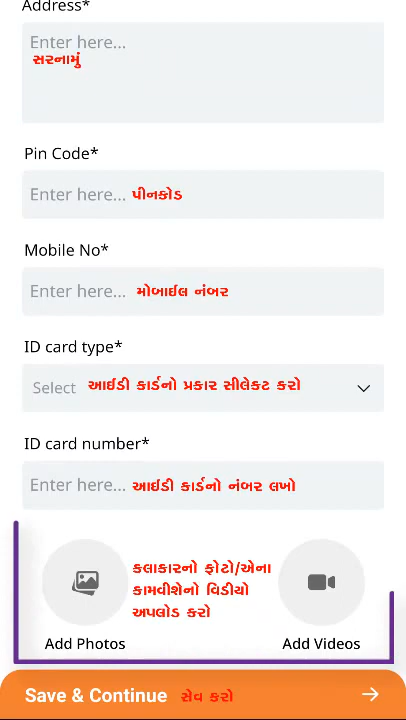 Address*
Enter here...
સરનામું
Pin Code*
Enter here... પીનકોડ
Mobile No*
Enter here... મોબાઈલ નંબર
ID card type*
Select આઈડી કાર્ડનો પ્રકાર સીલેક્ટ કરો
ID card number*
Enter here... આઈડી કાર્ડનો નંબર લખો
કલાકારનો ફોટો/એના
કામવીશેનો વિડીયો
અપલોડ કરો
Add Photos Add Videos
Save & Continue સેવ કરો